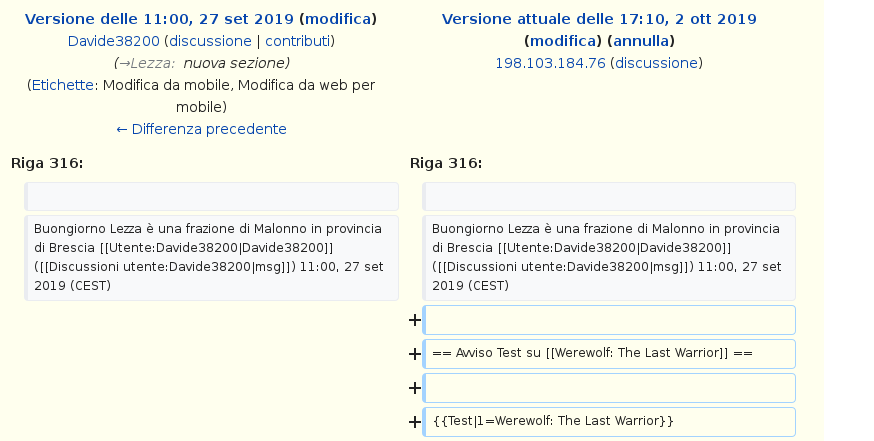 Versione delle 11:00, 27 set 2019 (modifica)
Davide38200 (discussione | contributi)
(→Lezza: nuova sezione)
(Etichette: Modifica da mobile, Modifica da web per
mobile)
← Differenza precedente
Versione attuale delle 17:10, 2 ott 2019
(modifica) (annulla)
198.103.184.76 (discussione)
Riga 316:
Riga 316:
Buongiorno Lezza è una frazione di Malonno in provincia
di Brescia [[Utente:Davide38200|Davide38200]]
([[Discussioni utente:Davide38200|msg]]) 11:00, 27 set
2019 (CEST)
Buongiorno Lezza è una frazione di Malonno in provincia
di Brescia [[Utente:Davide38200|Davide38200]]
([[Discussioni utente:Davide38200|msg]]) 11:00, 27 set
2019 (CEST)
+
+ == Avviso Test su [[Werewolf: The Last Warrior]] ==
+
+ {{Test|1=Werewolf: The Last Warrior}}